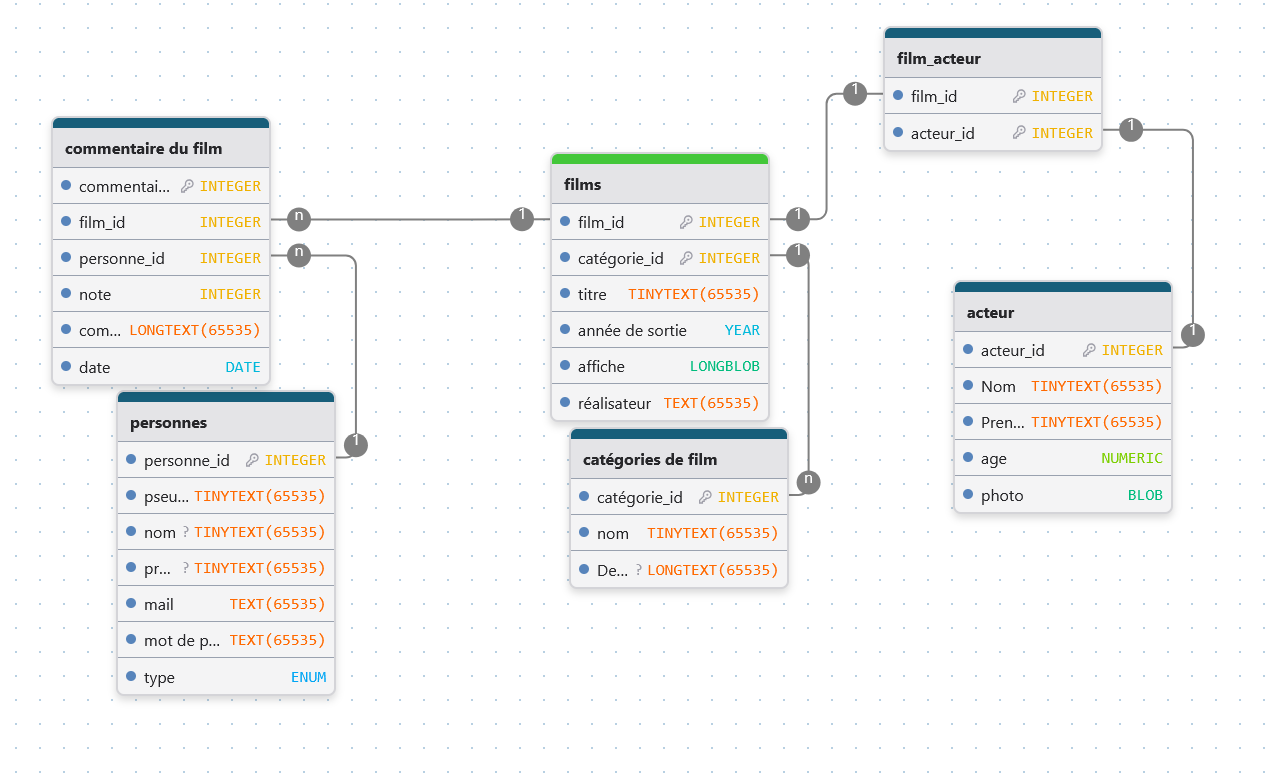 film_acteur
film_id INTEGER
acteur_id INTEGER
1
1
commentaire du film
commentai... INTEGER
film_id INTEGER
personne_id INTEGER
note INTEGER
com... LONGTEXT(65535)
date DATE
n
n
1
films
film_id INTEGER
catégorie_id INTEGER
titre TINYTEXT(65535)
année de sortie YEAR
affiche LONGBLOB
réalisateur TEXT(65535)
1
1
acteur
acteur_id INTEGER
Nom TINYTEXT(65535)
Pren... TINYTEXT(65535)
age NUMERIC
photo BLOB
1
personnes
personne_id INTEGER
pseu... TINYTEXT(65535)
nom ? TINYTEXT(65535)
pr... ? TINYTEXT(65535)
mail TEXT(65535)
mot de p... TEXT(65535)
type ENUM
1
catégories de film
catégorie_id INTEGER
nom TINYTEXT(65535)
De... ? LONGTEXT(65535)
n